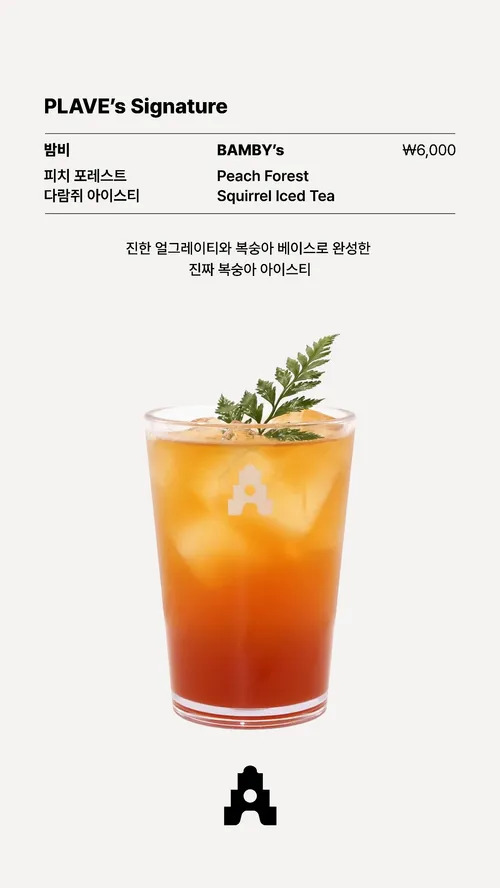 PLAVE’s Signature
밤비 BAMBY’s ₩6,000
피치 포레스트 Peach Forest
다람쥐 아이스티 Squirrel Iced Tea
진한 얼그레이티와 복숭아 베이스로 완성한
진짜 복숭아 아이스티